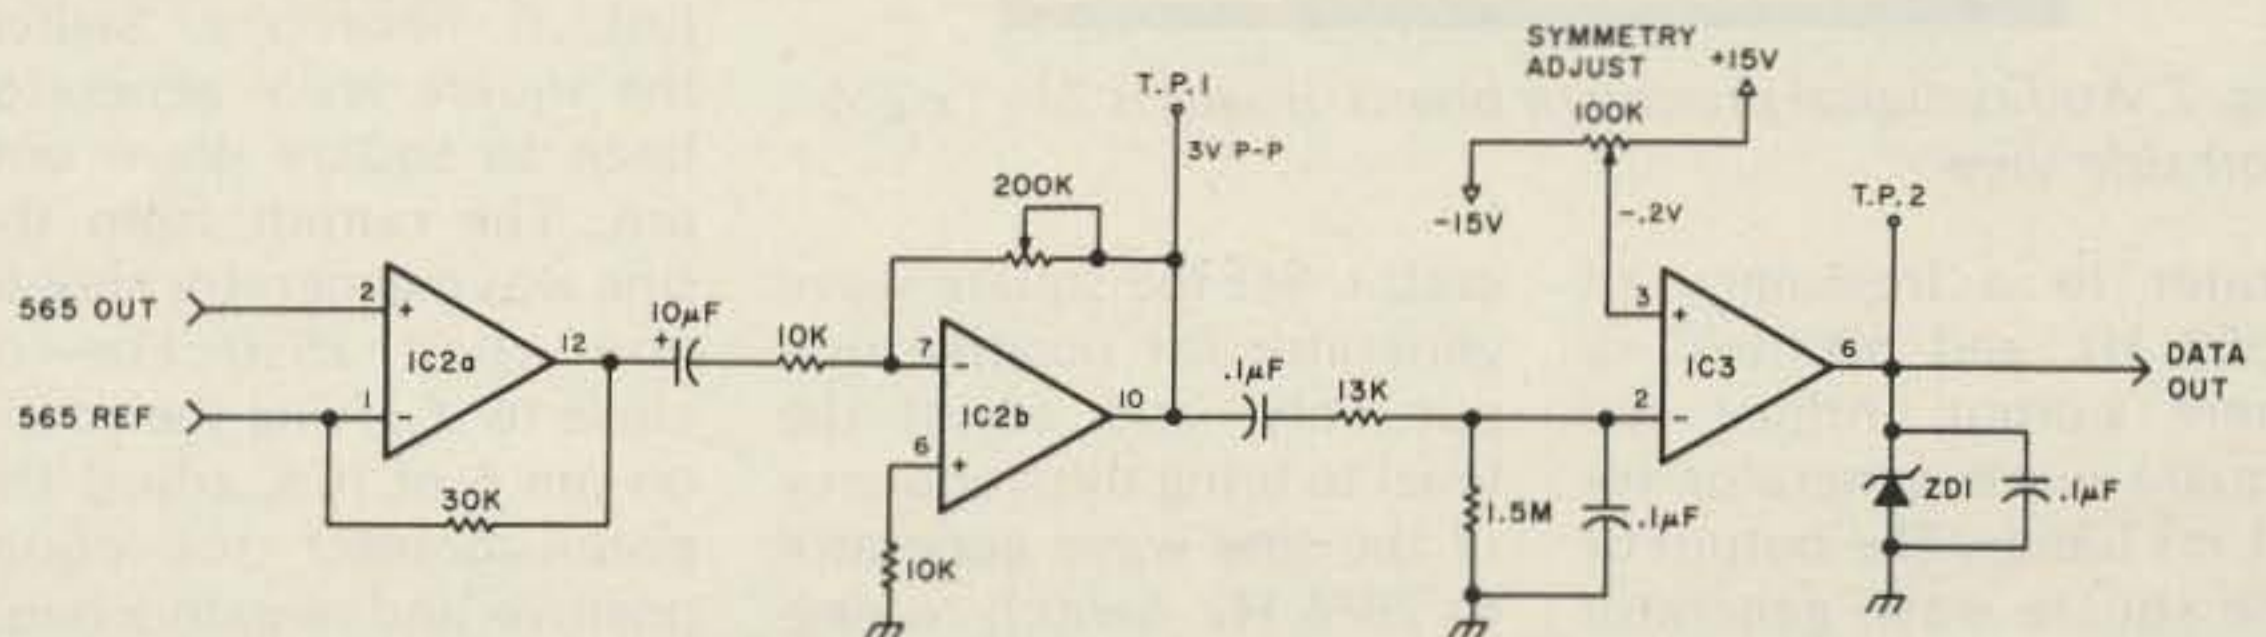 SYMMETRY
ADJUST
+15V
100K
-15V
-.2V
T.P.1
3V P-P
200K
T.P.2
565 OUT
2
+
IC2a
12
565 REF
1
-
30K
+
10µF
10K
7
-
IC2b
10
6
+
10K
.1µF
13K
1.5M
.1µF
3
+
IC3
6
2
-
DATA
OUT
ZD1
.1µF